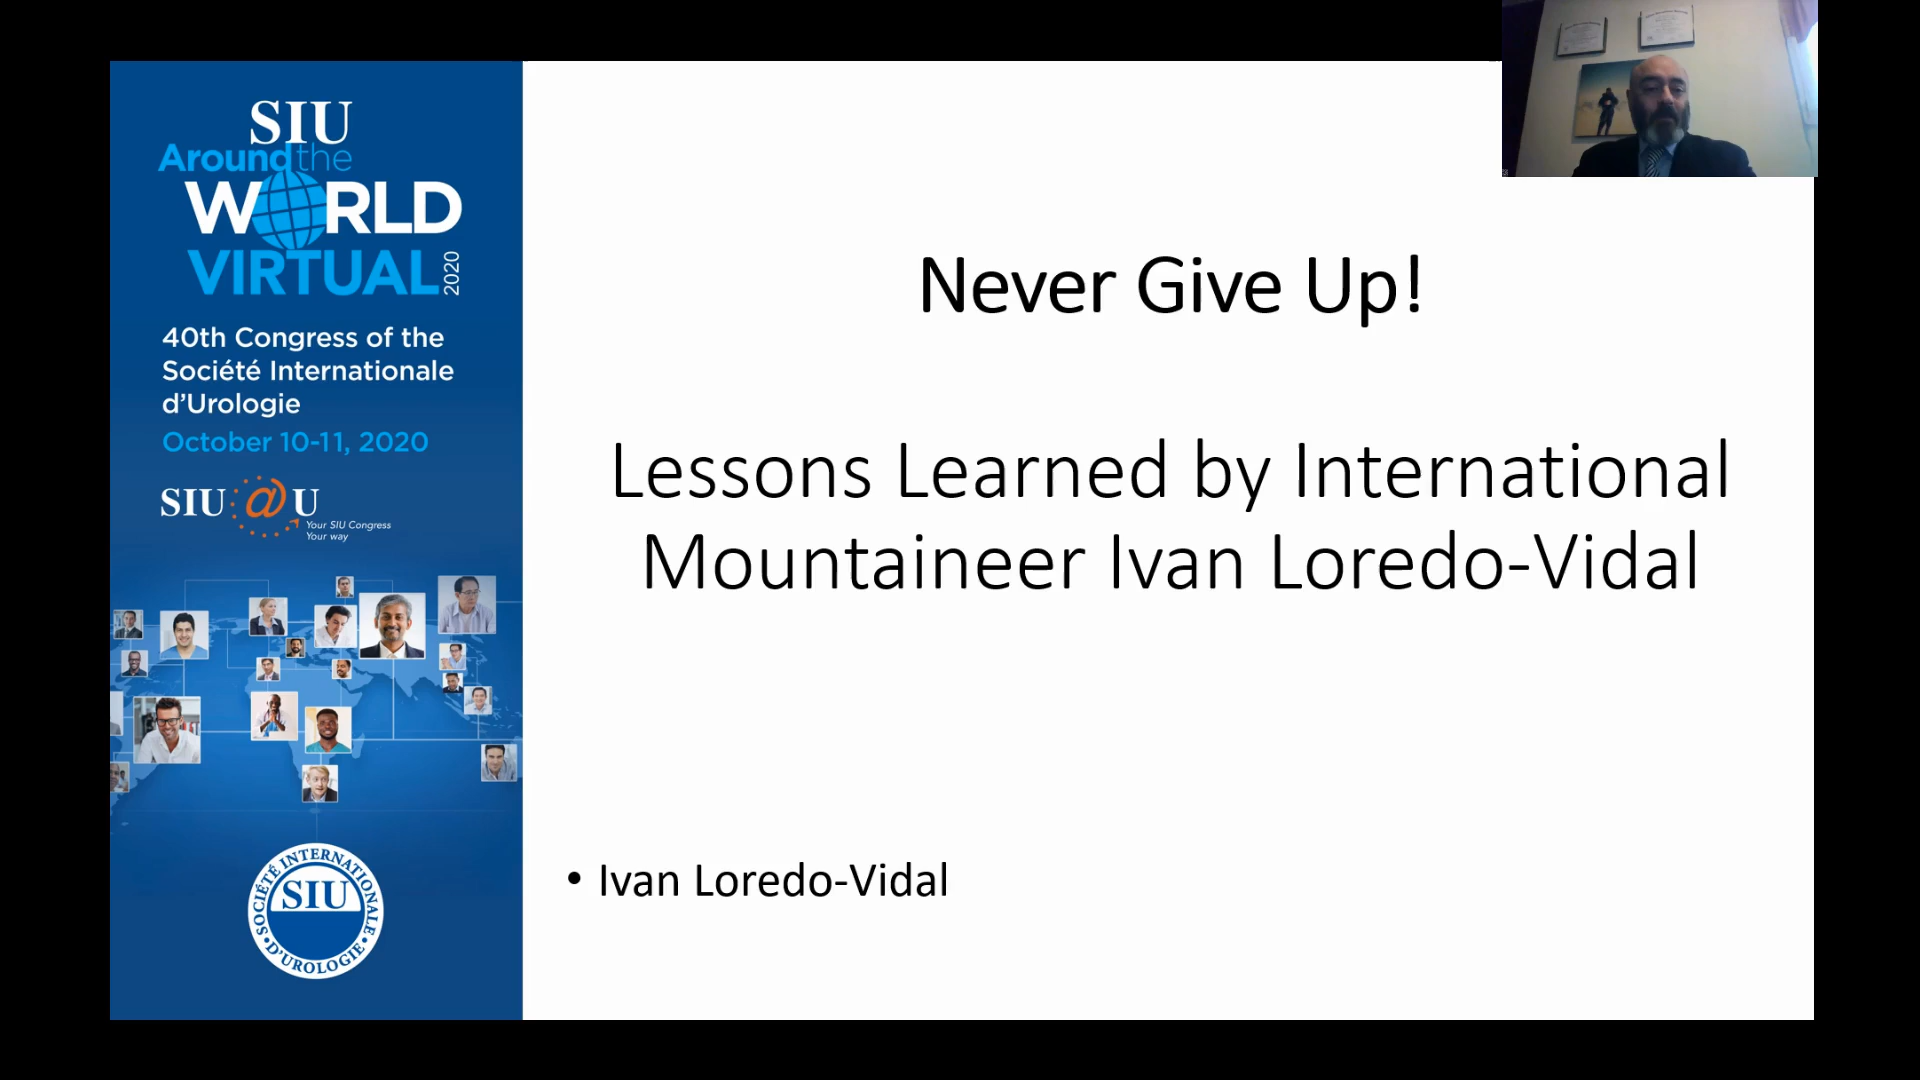 SIU
Around the
WORLD
VIRTUAL 2020
40th Congress of the
Société Internationale
d'Urologie
October 10-11, 2020
SIU @ U
Your SIU Congress
Your way
SOCIÉTÉ INTERNATIONALE
SIU
• D'UROLOGIE •
Never Give Up!
Lessons Learned by International
Mountaineer Ivan Loredo-Vidal
• Ivan Loredo-Vidal